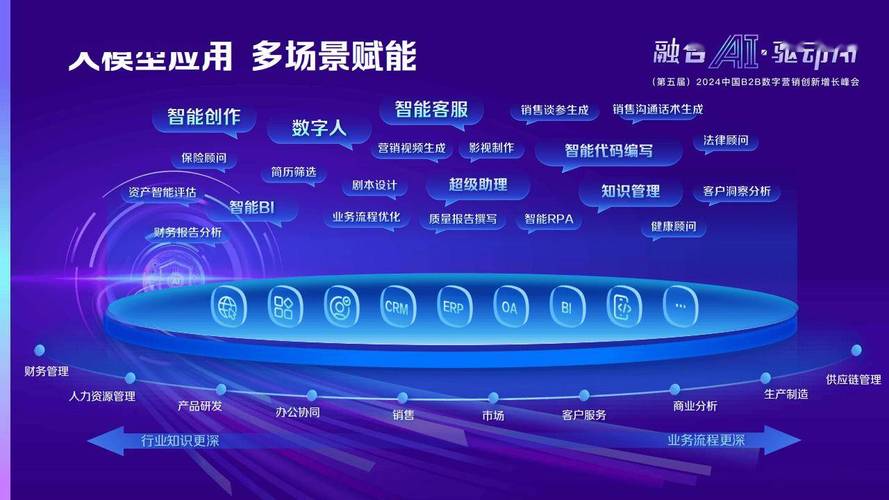 大模型应用 多场景赋能
融合AI·驱动
(第五届)2024中国B2B数字营销创新增长峰会
智能创作
数字人
智能客服
销售谈参生成
销售沟通话术生成
保险顾问
简历筛选
营销视频生成
影视制作
智能代码编写
法律顾问
资产智能评估
智能BI
剧本设计
超级助理
知识管理
客户洞察分析
财务报告分析
业务流程优化
质量报告撰写
智能RPA
健康顾问
AI
CRM
ERP
OA
BI
财务管理
人力资源管理
产品研发
办公协同
销售
市场
客户服务
商业分析
生产制造
供应链管理
行业知识更深
业务流程更深